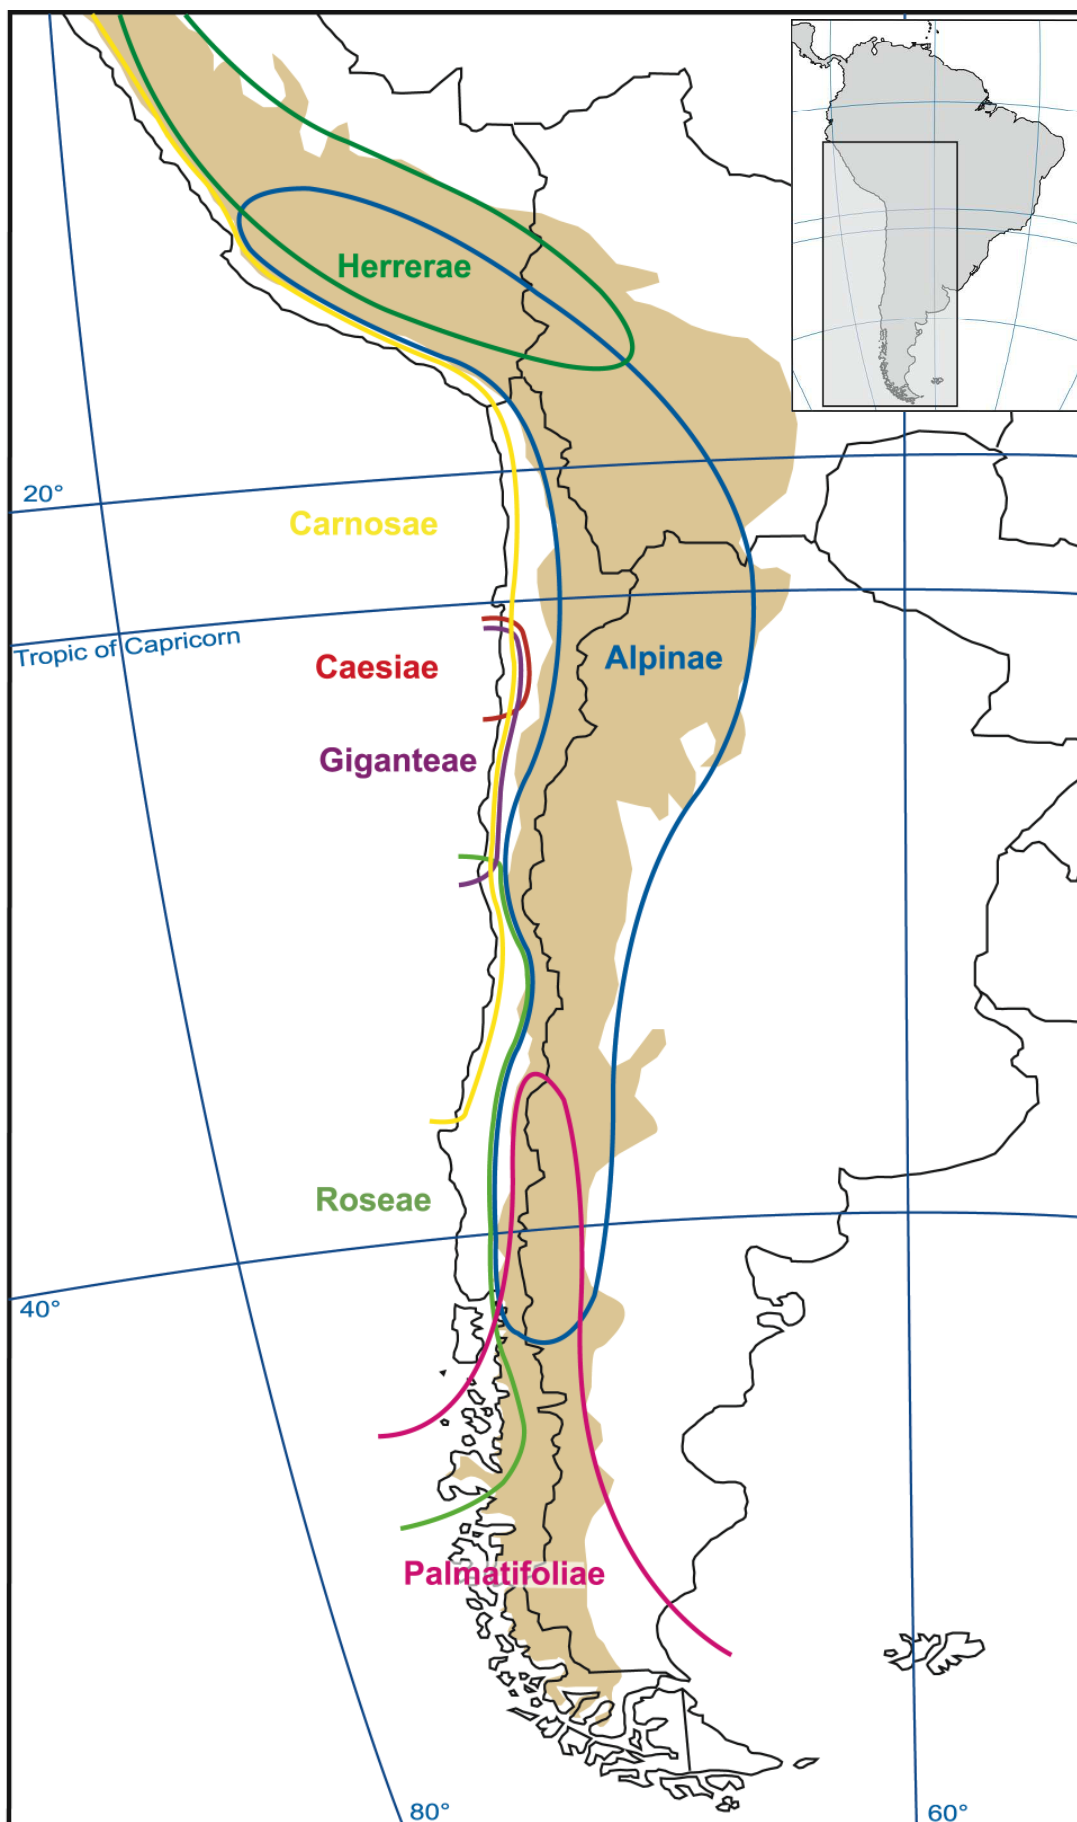 Herrerae
20°
Carnosae
Tropic of Capricorn
Caesiae
Alpinae
Giganteae
Roseae
40°
Palmatifoliae
80°
60°